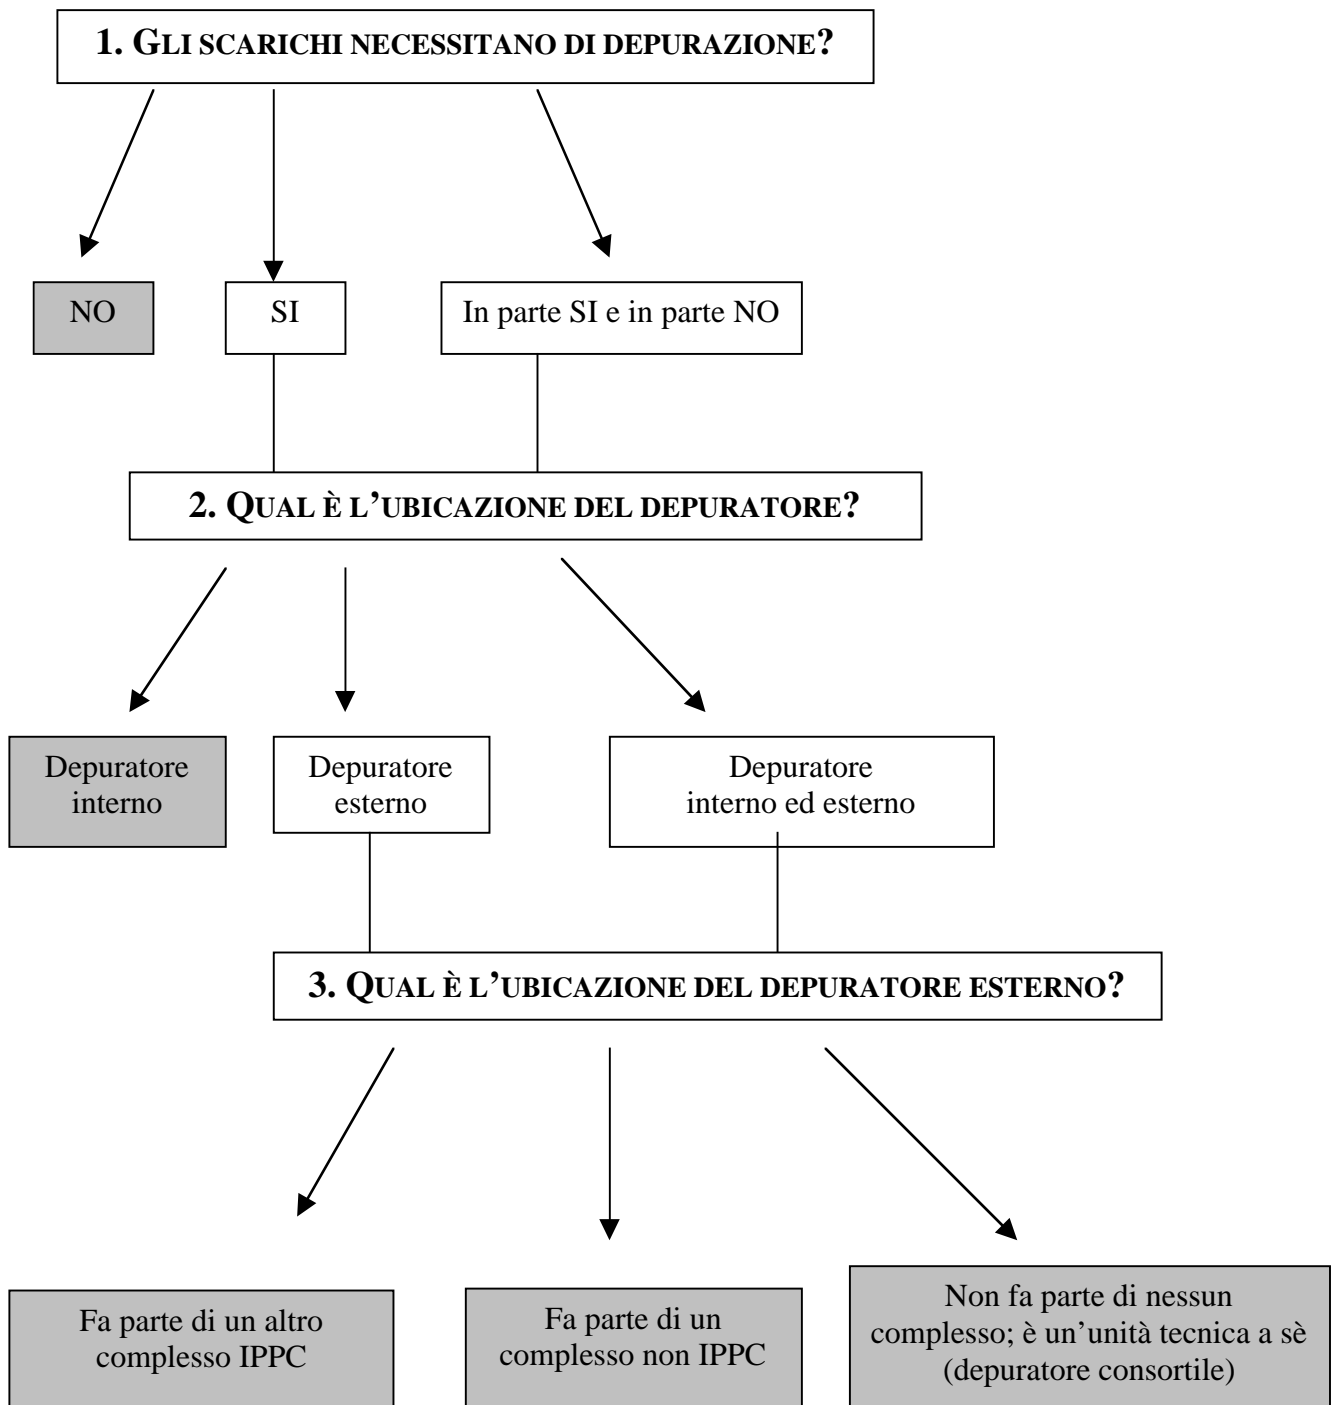 1. GLI SCARICHI NECESSITANO DI DEPURAZIONE?
NO
SI
In parte SI e in parte NO
2. QUAL È L’UBICAZIONE DEL DEPURATORE?
Depuratore
interno
Depuratore
esterno
Depuratore
interno ed esterno
3. QUAL È L’UBICAZIONE DEL DEPURATORE ESTERNO?
Fa parte di un altro
complesso IPPC
Fa parte di un
complesso non IPPC
Non fa parte di nessun
complesso; è un’unità tecnica a sè
(depuratore consortile)